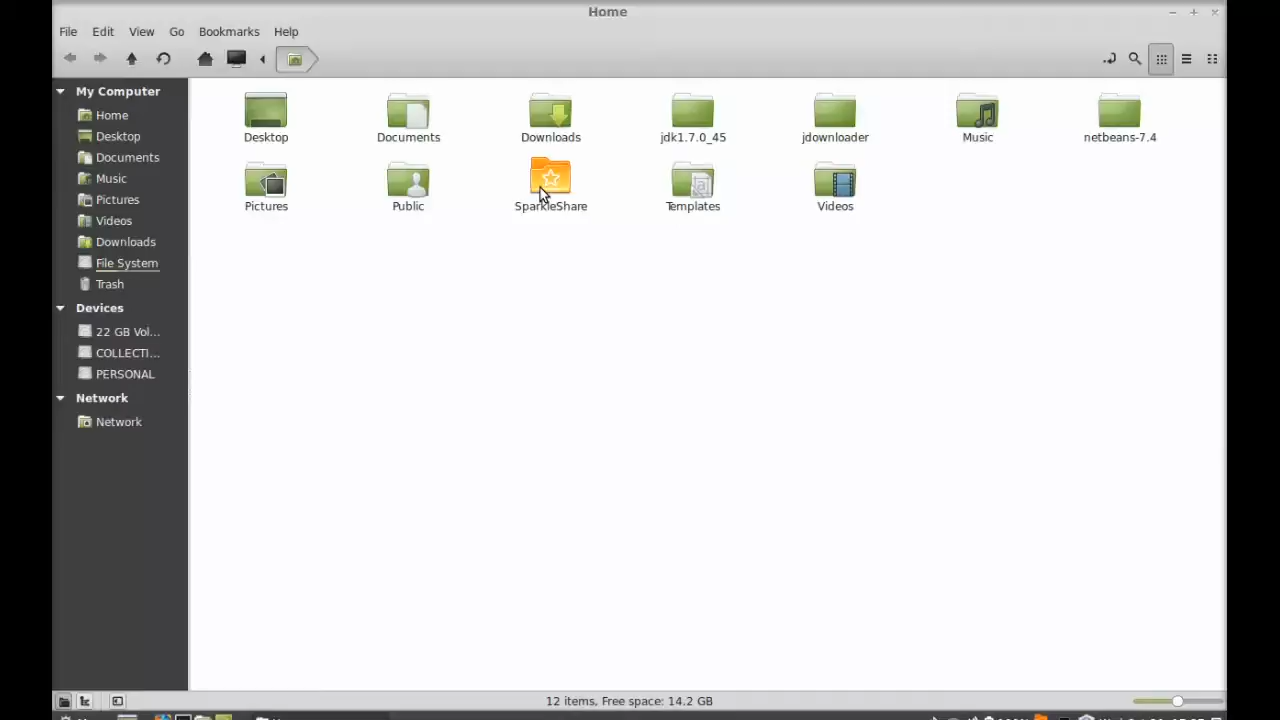 Home
File Edit View Go Bookmarks Help
My Computer
Home
Desktop
Documents
Music
Pictures
Videos
Downloads
File System
Trash
Devices
22 GB Vol...
COLLECTI...
PERSONAL
Network
Network
Desktop Documents Downloads jdk1.7.0_45 jdownloader Music netbeans-7.4
Pictures Public SparkleShare Templates Videos
12 items, Free space: 14.2 GB